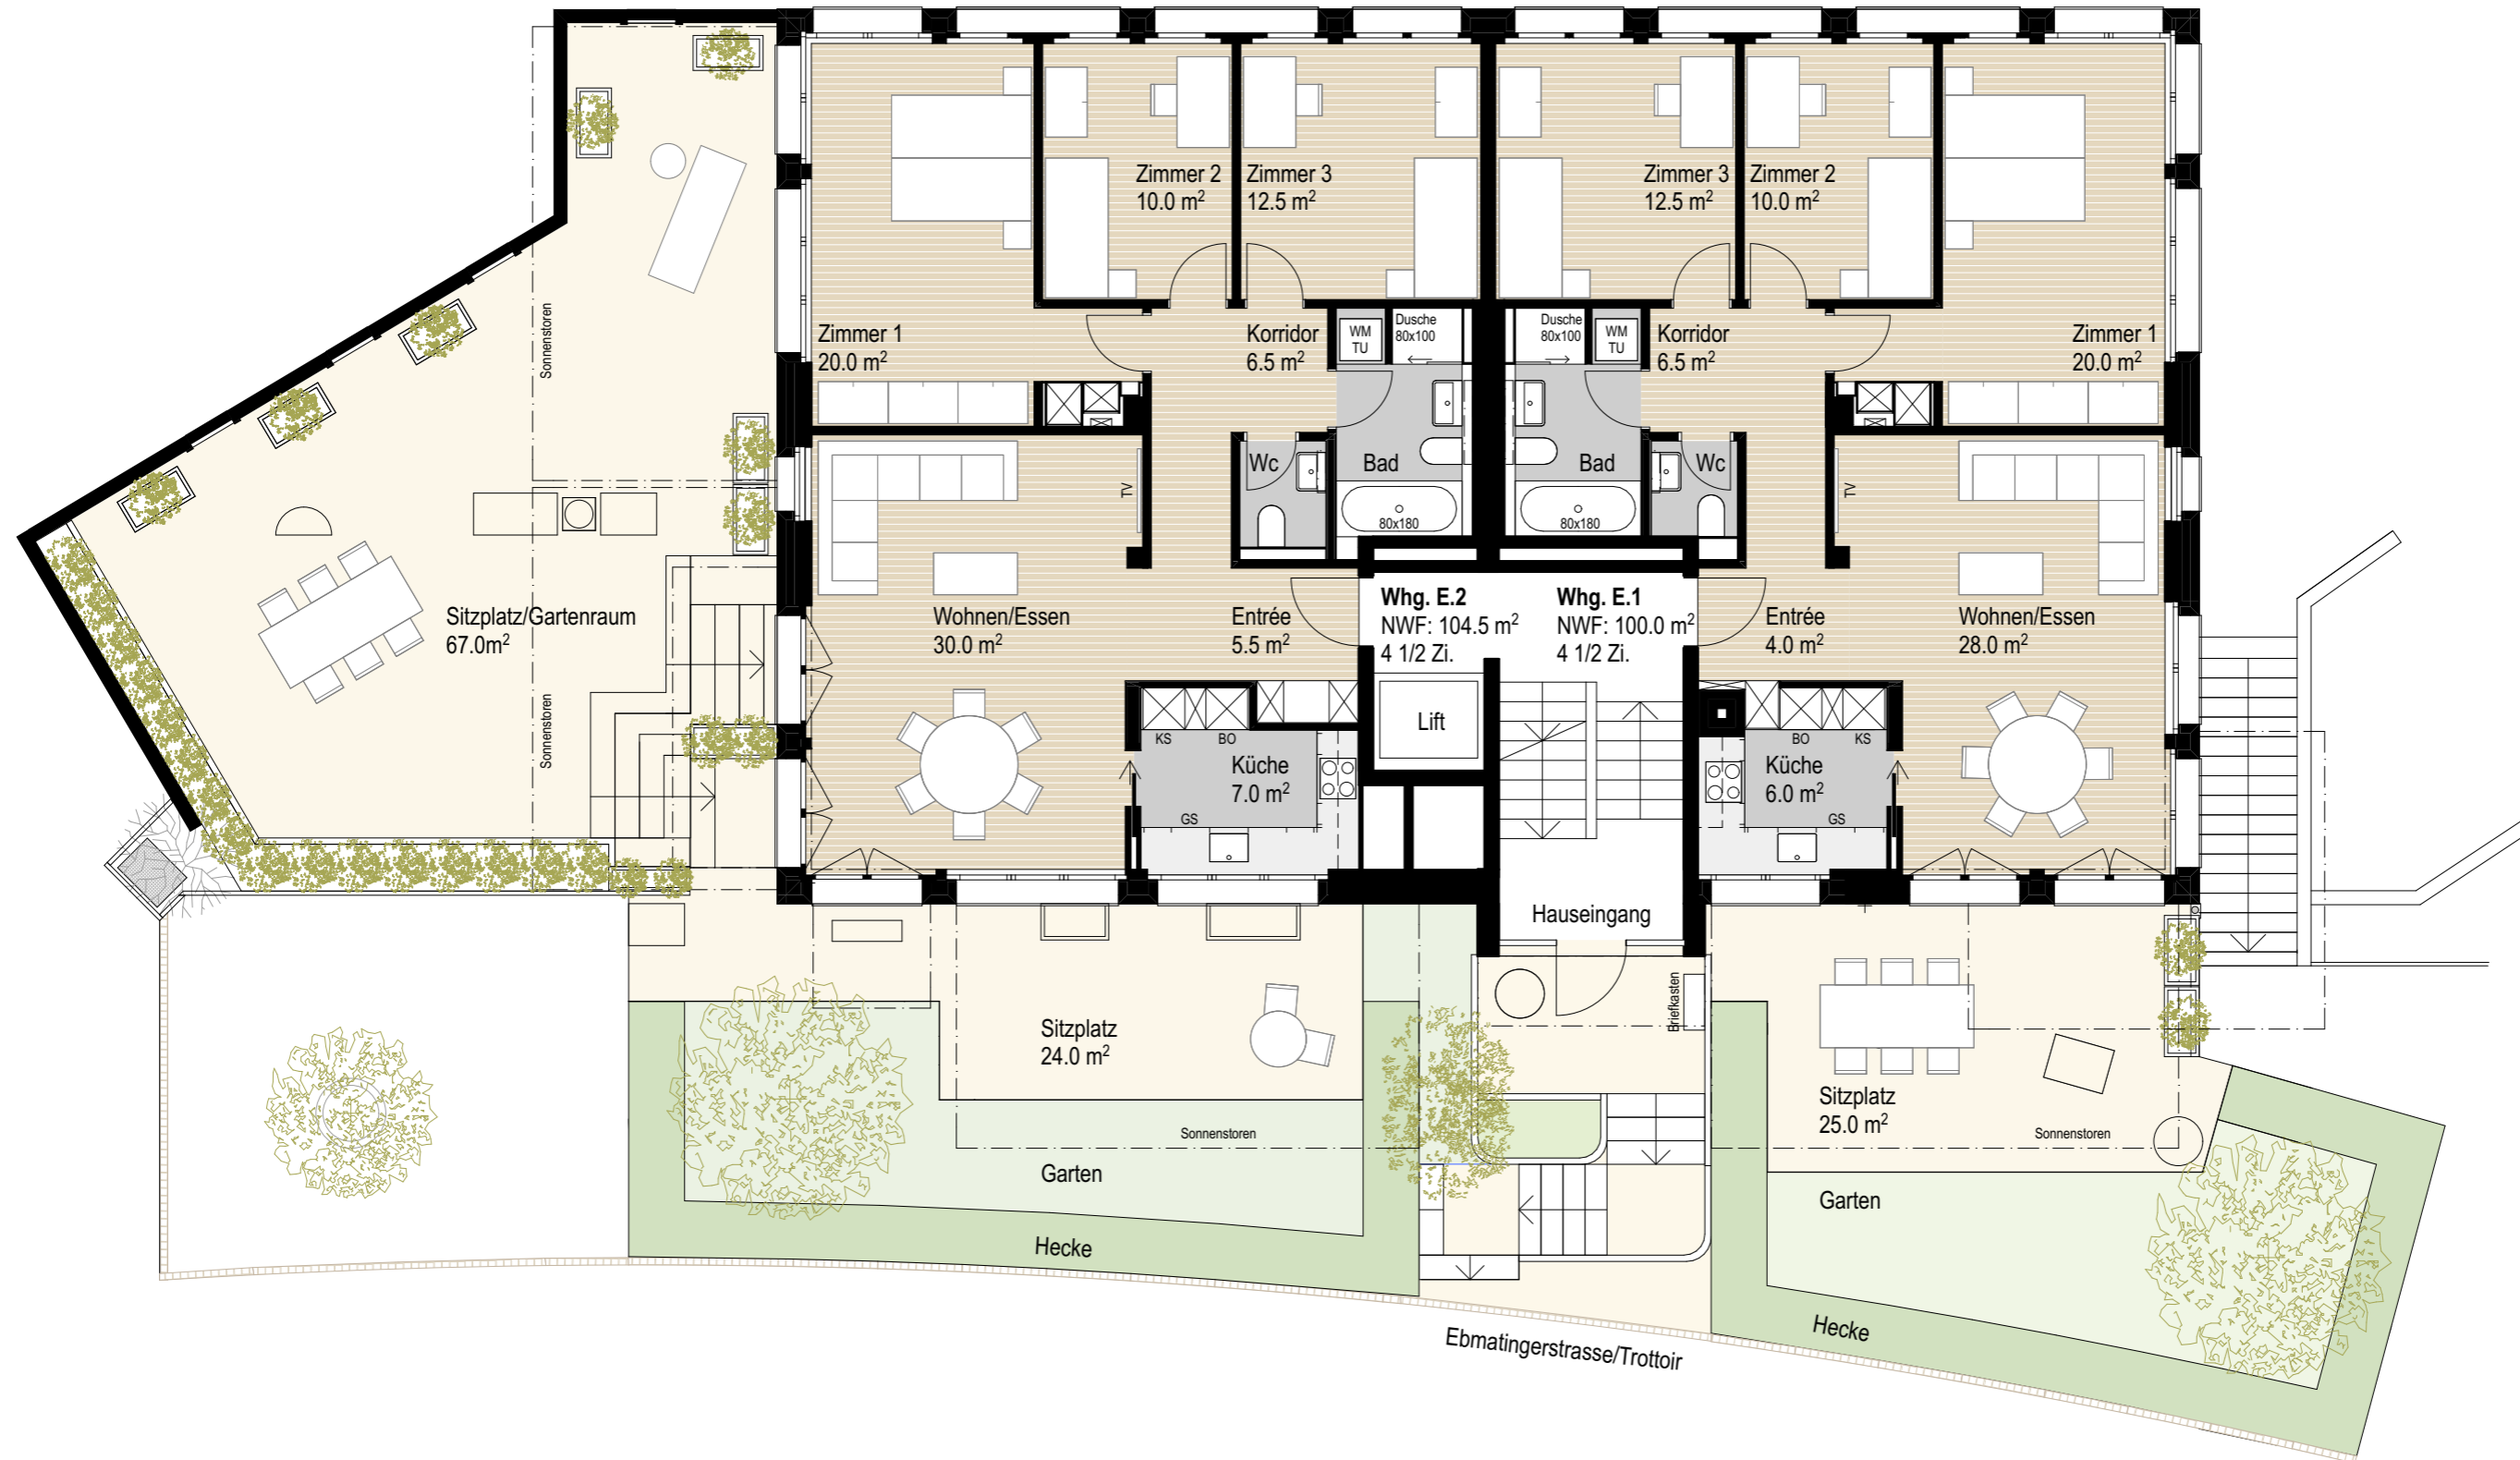 Zimmer 2
10.0 m²
Zimmer 3
12.5 m²
Zimmer 3
12.5 m²
Zimmer 2
10.0 m²
Zimmer 1
20.0 m²
Korridor
6.5 m²
WM
TU
Dusche
80x100
Dusche
80x100
WM
TU
Korridor
6.5 m²
Zimmer 1
20.0 m²
Sonnenstoren
TV
Wc
Bad
80x180
Bad
80x180
Wc
TV
Sitzplatz/Gartenraum
67.0m²
Wohnen/Essen
30.0 m²
Entrée
5.5 m²
Whg. E.2
NWF: 104.5 m²
4 1/2 Zi.
Whg. E.1
NWF: 100.0 m²
4 1/2 Zi.
Entrée
4.0 m²
Wohnen/Essen
28.0 m²
Sonnenstoren
KS
BO
Küche
7.0 m²
GS
Lift
BO
KS
Küche
6.0 m²
GS
Hauseingang
Briefkasten
Sitzplatz
24.0 m²
Sonnenstoren
Garten
Hecke
Sitzplatz
25.0 m²
Sonnenstoren
Garten
Hecke
Ebmatingerstrasse/Trottoir